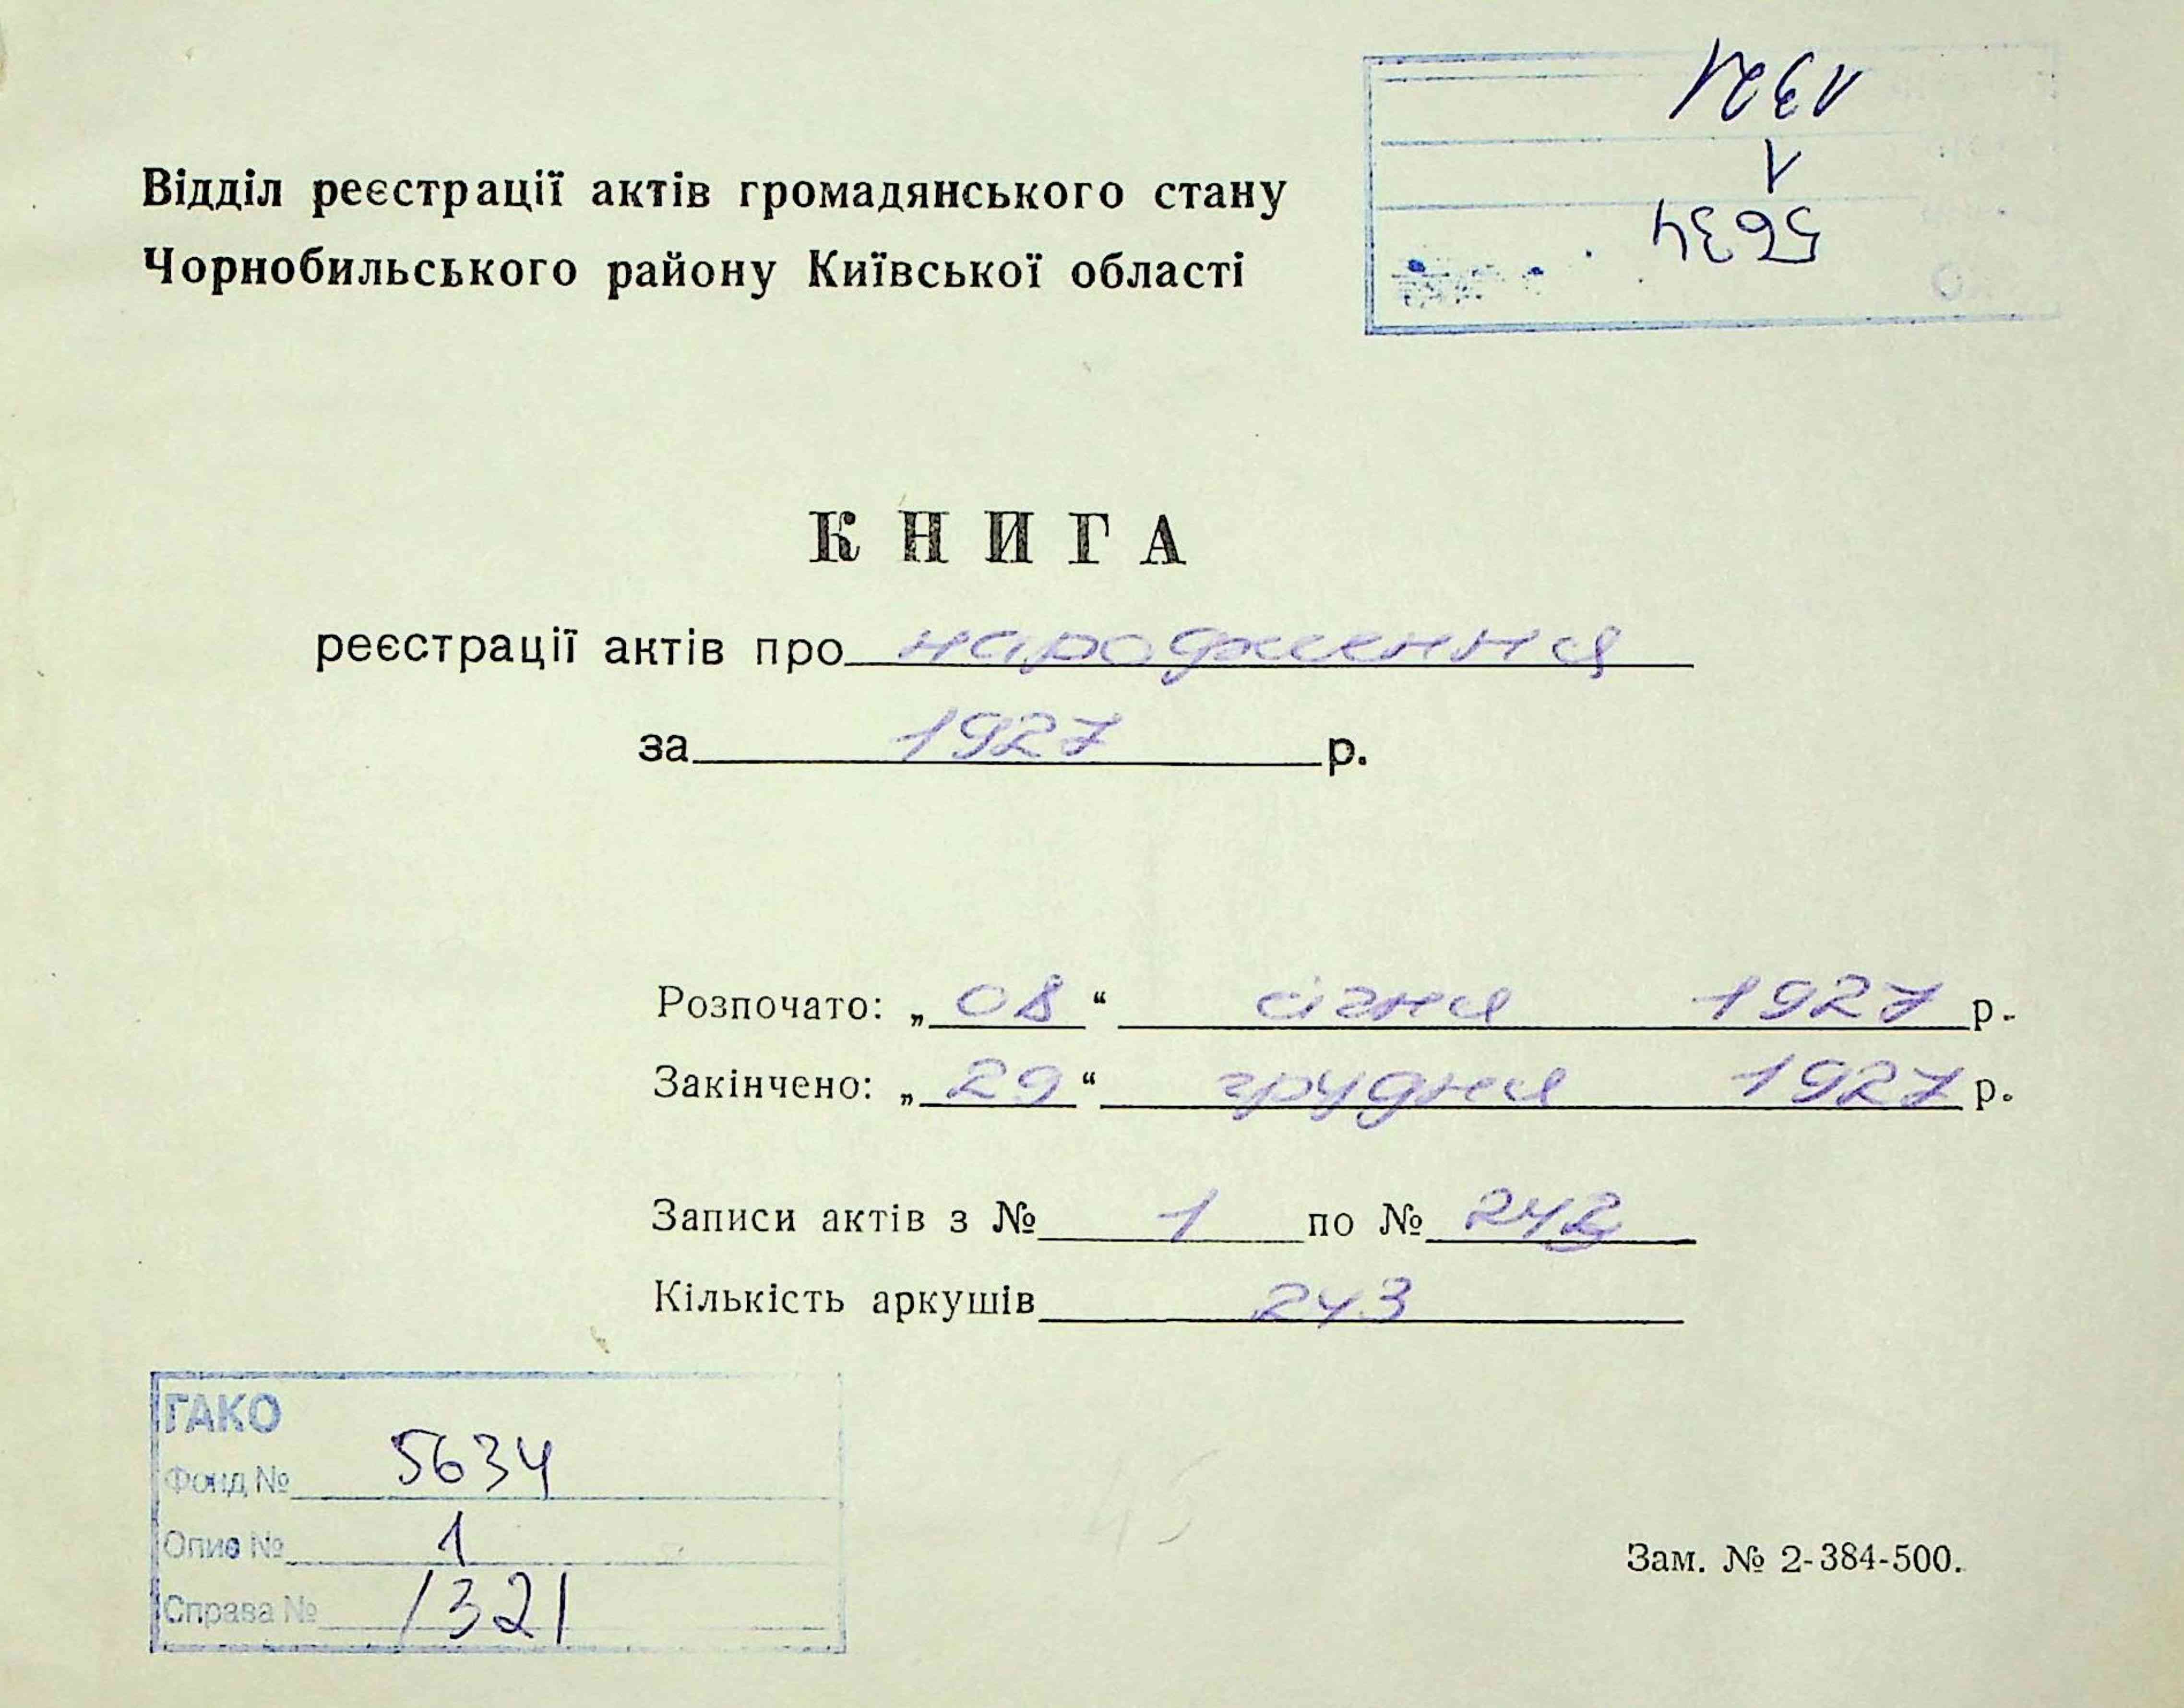 Відділ реєстрації актів громадянського стану
Чорнобильського району Київської області
1321
1
5634
КНИГА
реєстрації актів про народження
за 1927 р.
Розпочато: „08“ січня 1927 р.
Закінчено: „29“ грудня 1927 р.
Записи актів з № 1 по № 242
Кількість аркушів 243
ГАКО
Фонд № 5634
Опис № 1
Справа № 1321
45
Зам. № 2-384-500.